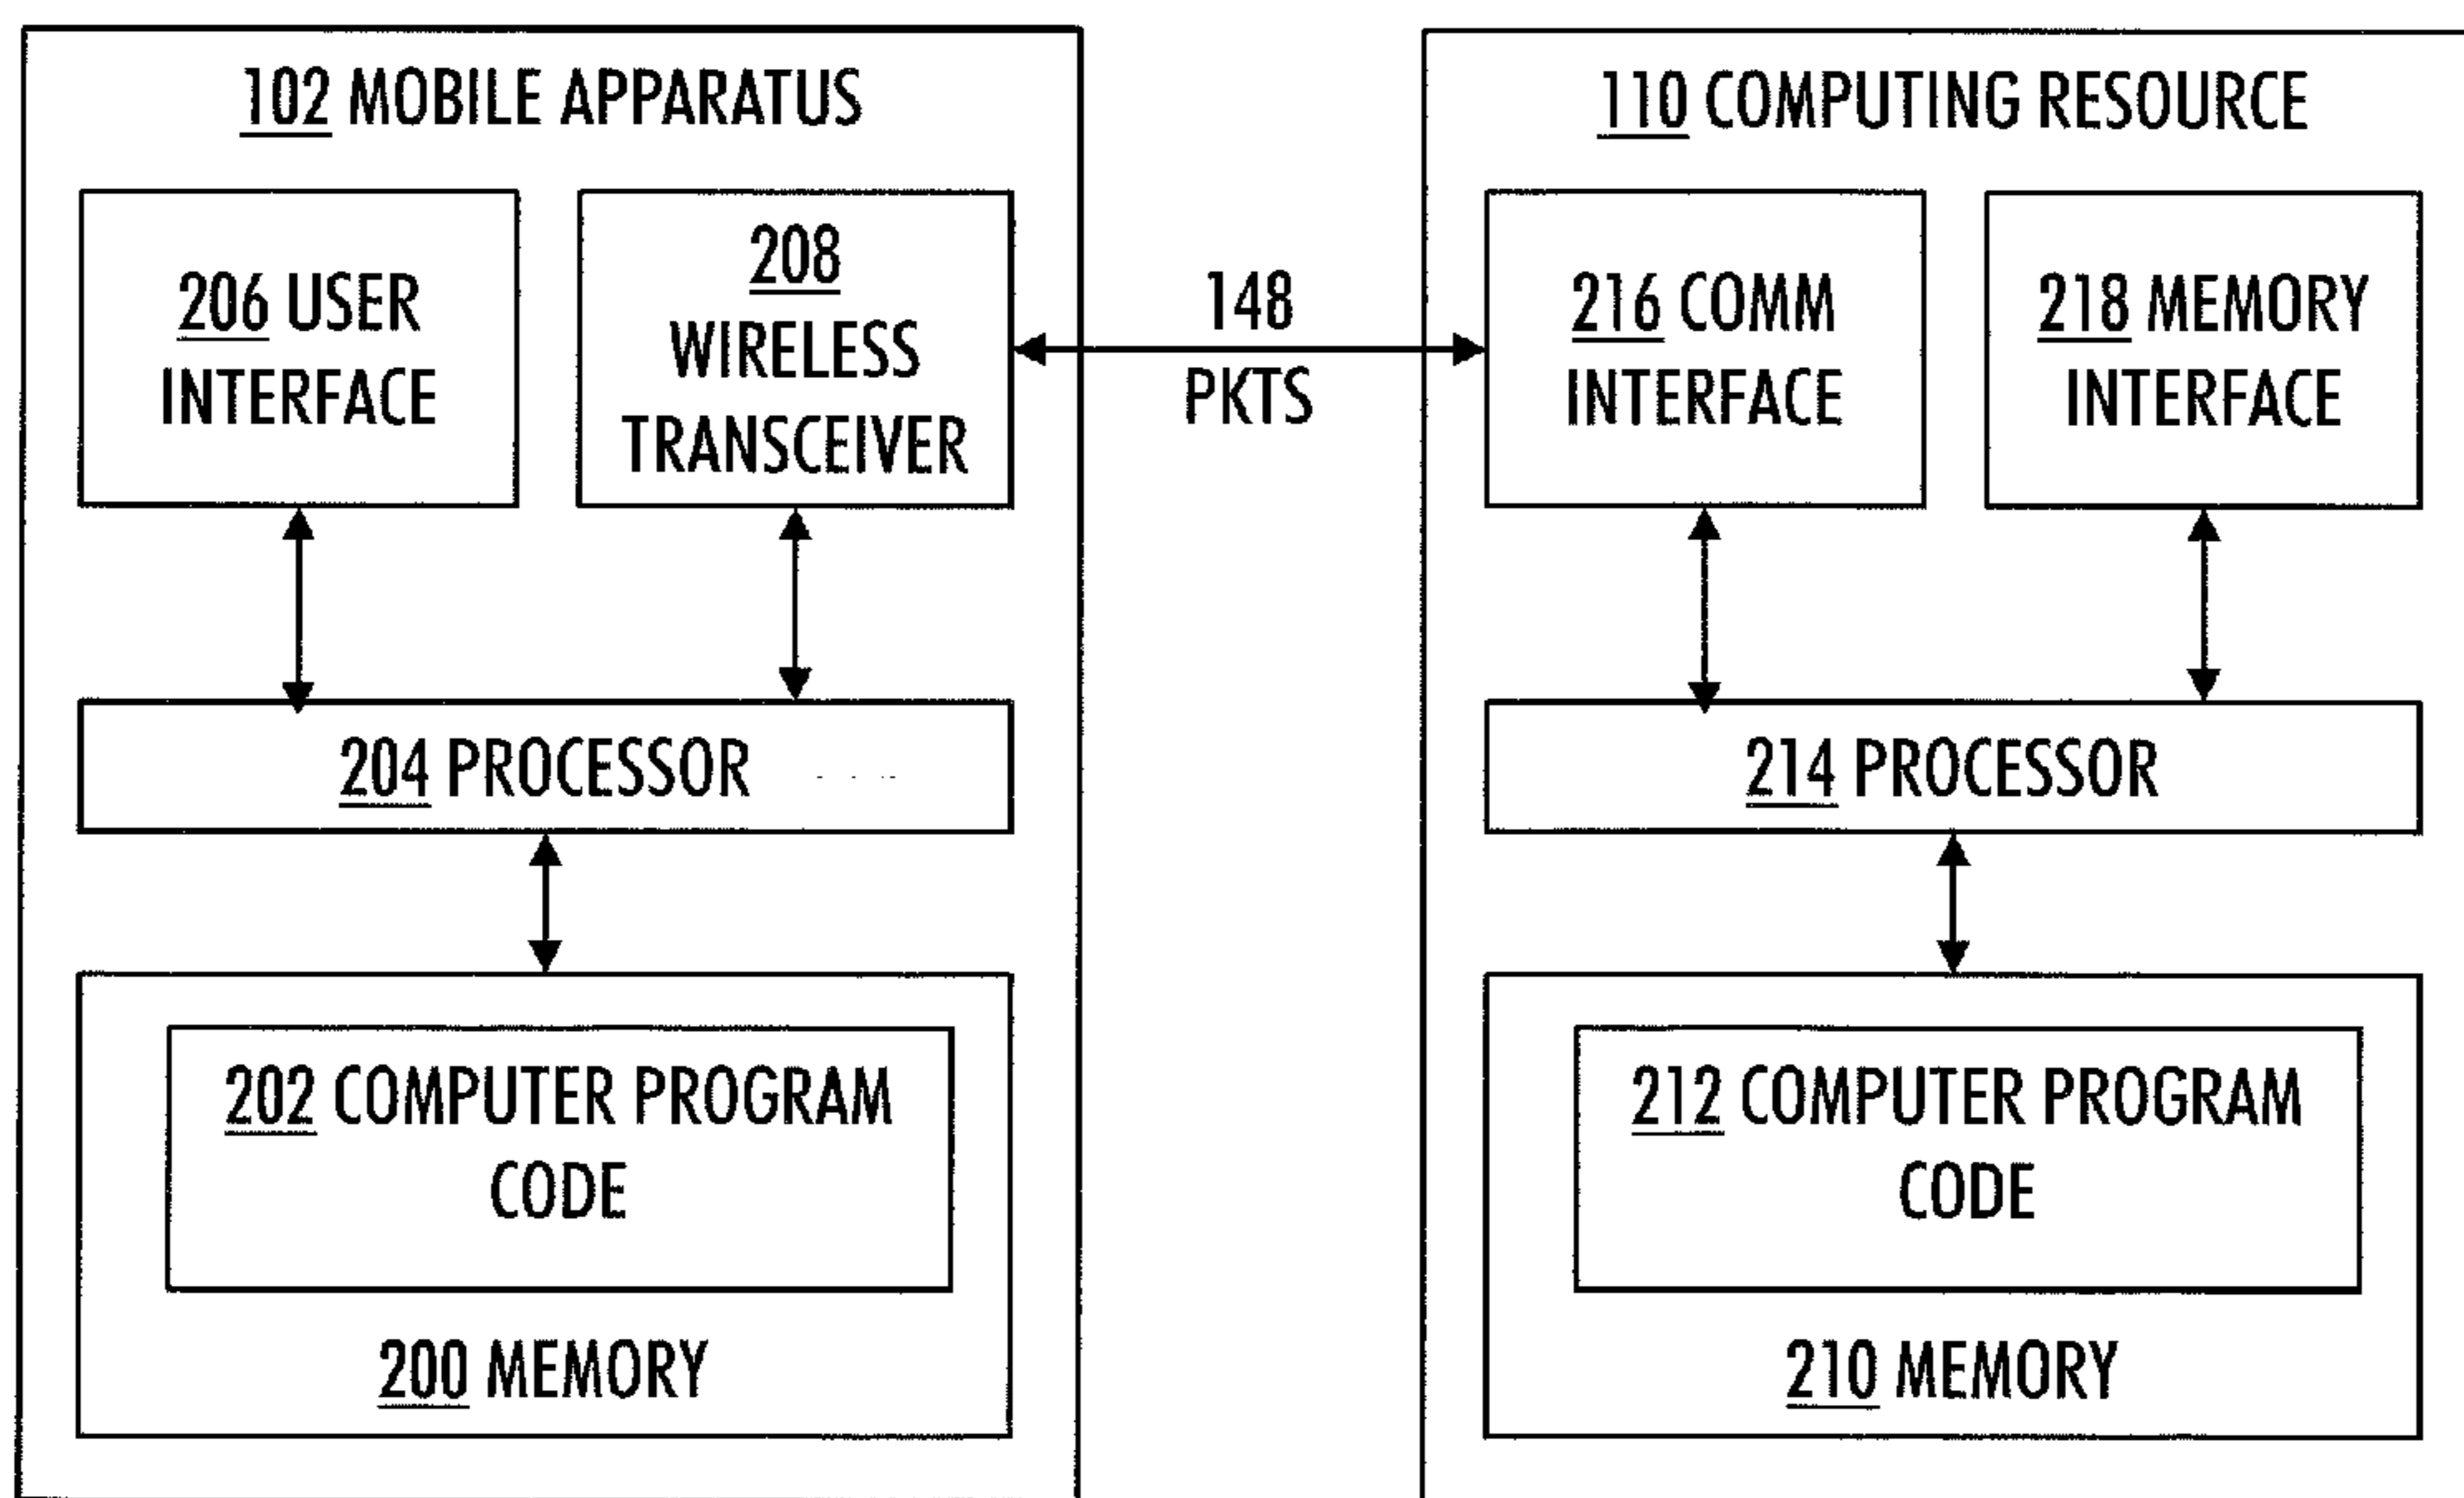 102 MOBILE APPARATUS
206 USER
INTERFACE
208
WIRELESS
TRANSCEIVER
204 PROCESSOR
202 COMPUTER PROGRAM
CODE
200 MEMORY
148
PKTS
110 COMPUTING RESOURCE
216 COMM
INTERFACE
218 MEMORY
INTERFACE
214 PROCESSOR
212 COMPUTER PROGRAM
CODE
210 MEMORY